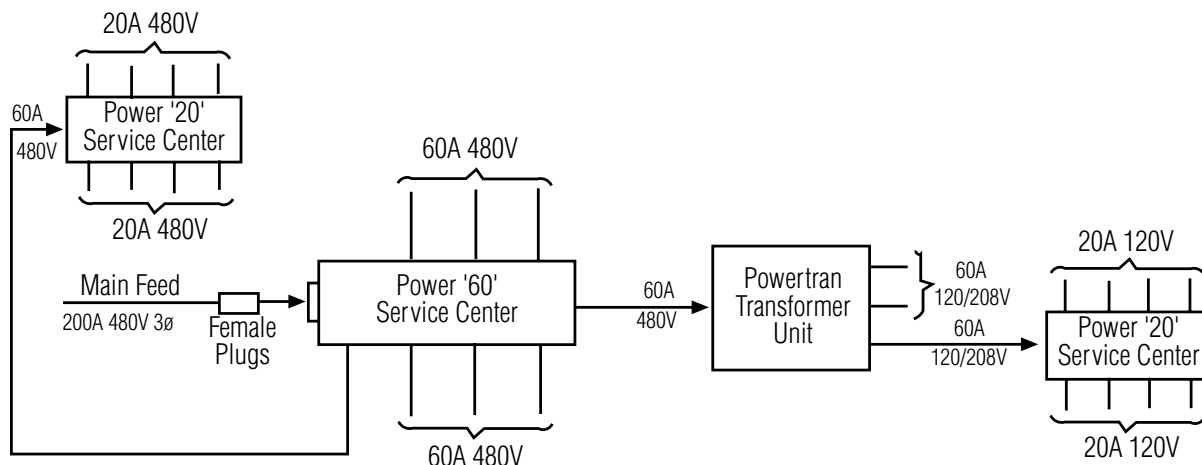 20A 480V
60A
480V
Power '20'
Service Center
20A 480V
60A 480V
Main Feed
200A 480V 3ø
Female
Plugs
Power '60'
Service Center
60A 480V
60A
480V
Powertran
Transformer
Unit
60A
120/208V
60A
120/208V
20A 120V
Power '20'
Service Center
20A 120V